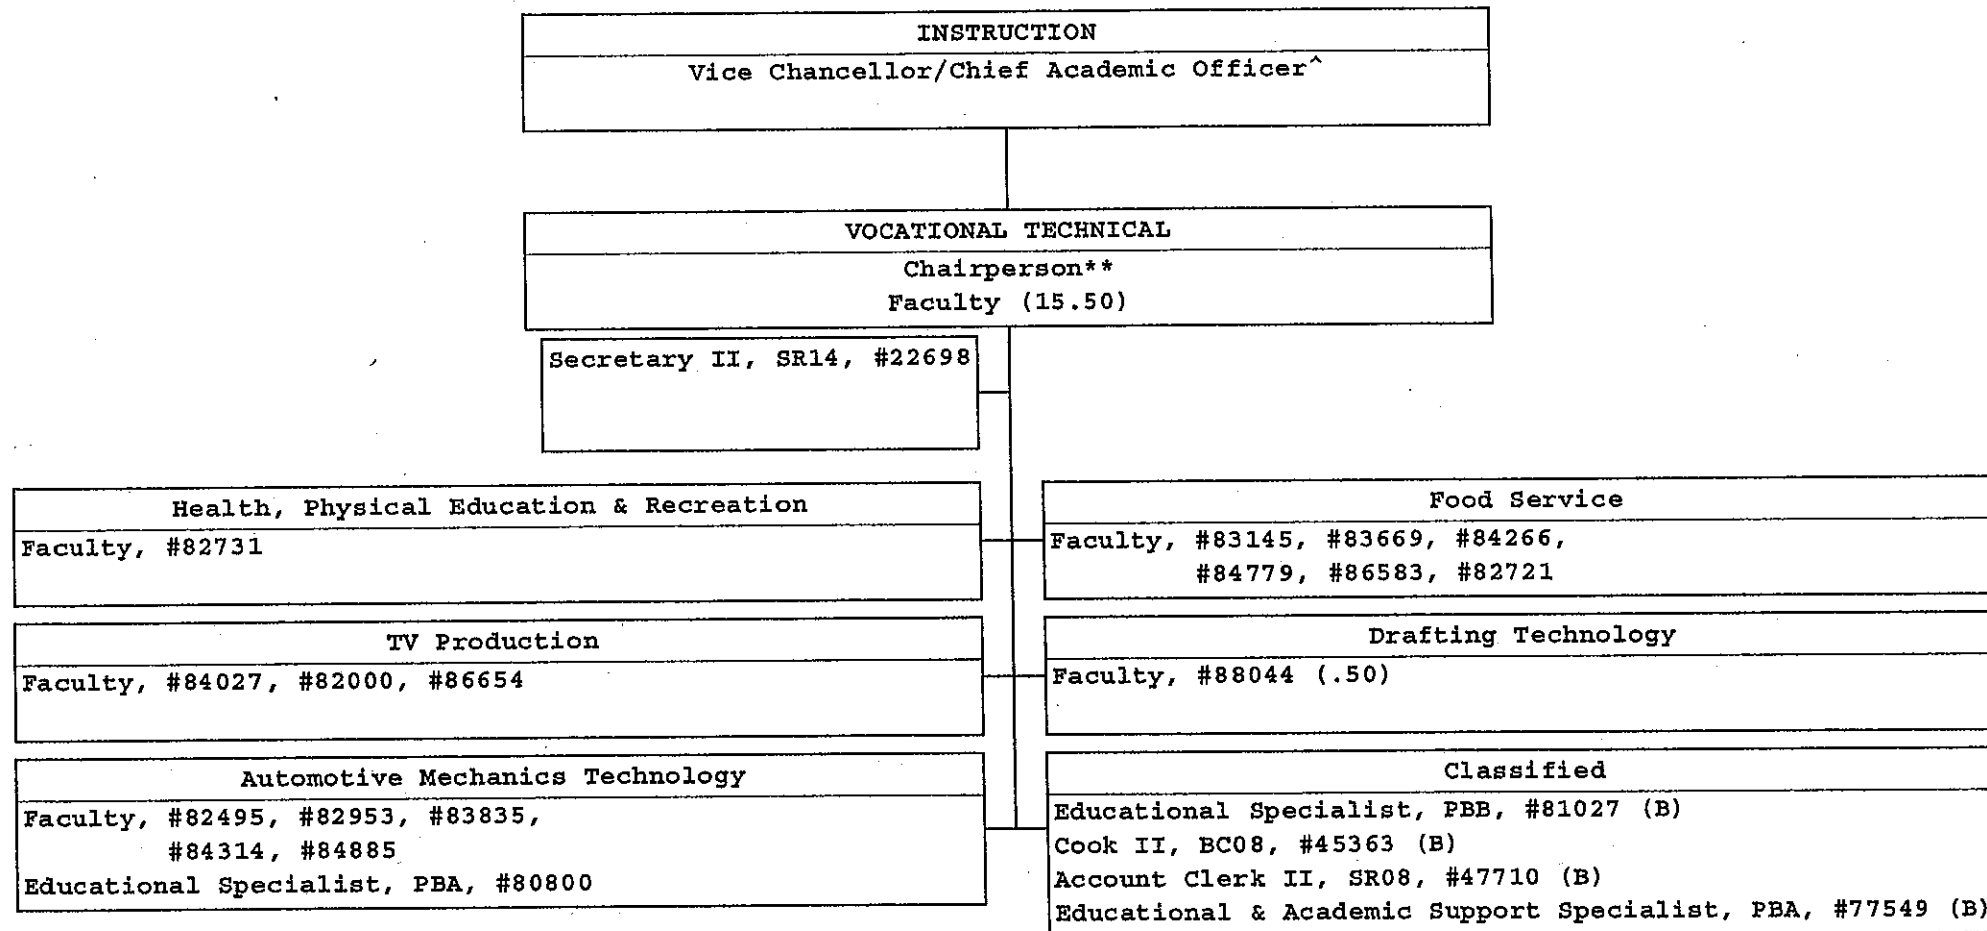 INSTRUCTION
Vice Chancellor/Chief Academic Officer^
VOCATIONAL TECHNICAL
Chairperson**
Faculty (15.50)
Secretary II, SR14, #22698
Health, Physical Education & Recreation
Faculty, #82731
Food Service
Faculty, #83145, #83669, #84266,
#84779, #86583, #82721
TV Production
Faculty, #84027, #82000, #86654
Drafting Technology
Faculty, #88044 (.50)
Automotive Mechanics Technology
Faculty, #82495, #82953, #83835,
#84314, #84885
Educational Specialist, PBA, #80800
Classified
Educational Specialist, PBB, #81027 (B)
Cook II, BC08, #45363 (B)
Account Clerk II, SR08, #47710 (B)
Educational & Academic Support Specialist, PBA, #77549 (B)